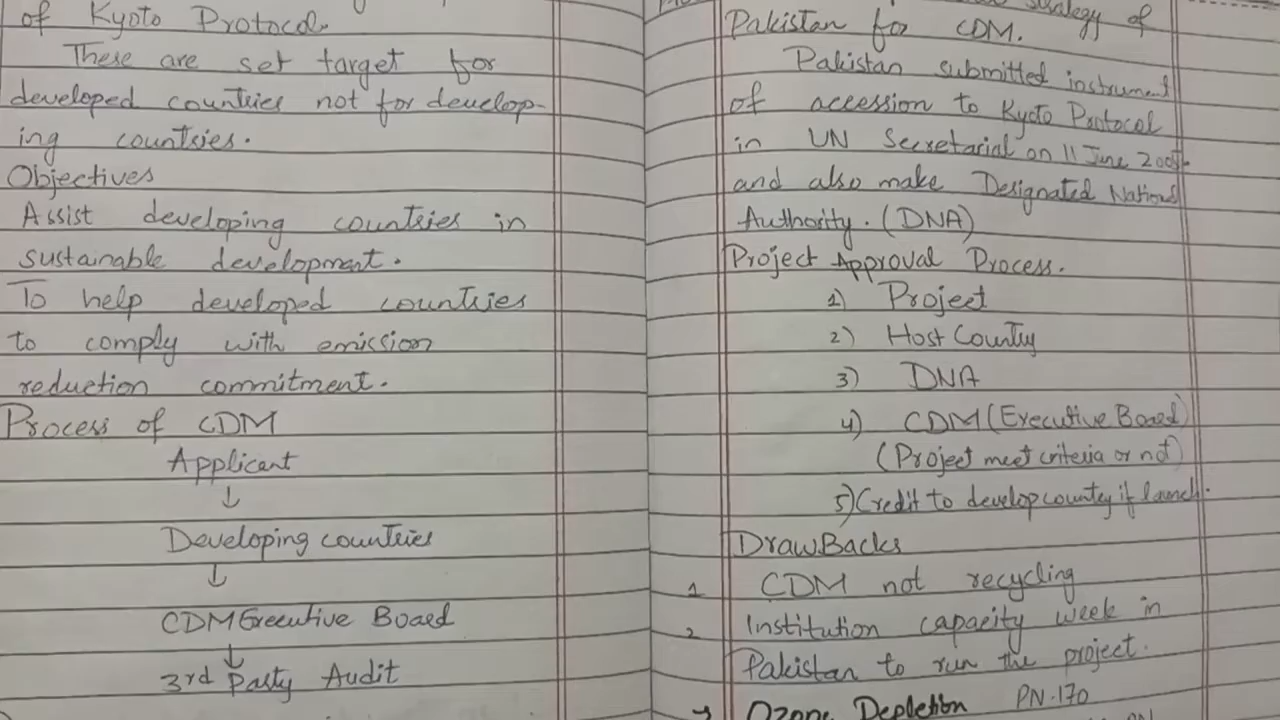 of Kyoto Protocol.
These are set target for
developed countries not for develop-
ing countries.
Objectives
Assist developing countries in
sustainable development.
To help developed countries
to comply with emission
reduction commitment.
Process of CDM
Applicant
↓
Developing countries
↓
CDM Executive Board
↓
3rd Party Audit
strategy of
Pakistan for CDM.
Pakistan submitted instrument
of accession to Kyoto Protocol
in UN Secretarial on 11 June 2005
and also make Designated National
Authority. (DNA)
Project Approval Process.
1) Project
2) Host Country
3) DNA
4) CDM (Executive Board)
(Project meet criteria or not)
5) Credit to develop county if launch.
DrawBacks
1 CDM not recycling
2 Institution capacity week in
Pakistan to run the project.
Ozone Depletion PN.170